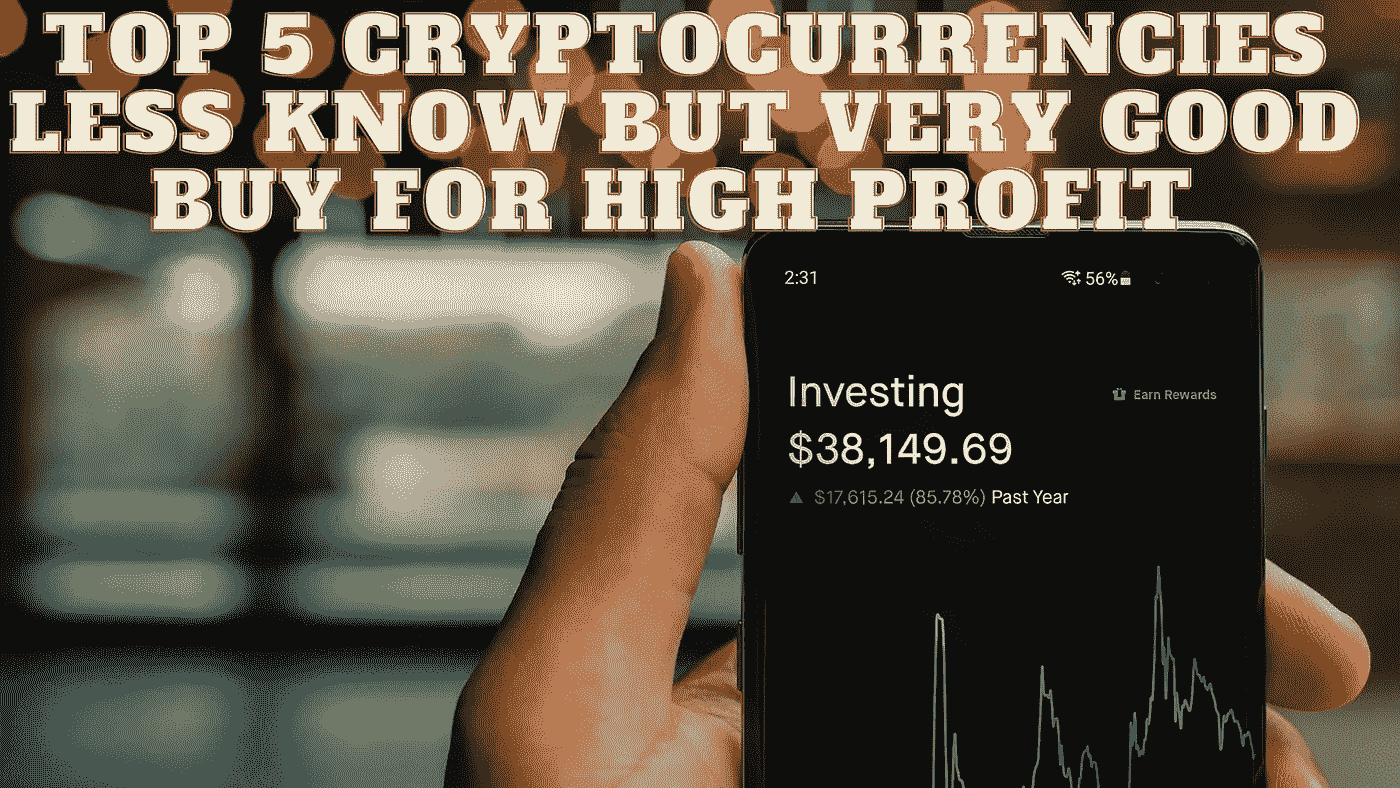 TOP 5 CRYPTOCURRENCIES
LESS KNOW BUT VERY GOOD
BUY FOR HIGH PROFIT
2:31
56%
Investing
Earn Rewards
$38,149.69
$17,615.24 (85.78%) Past Year